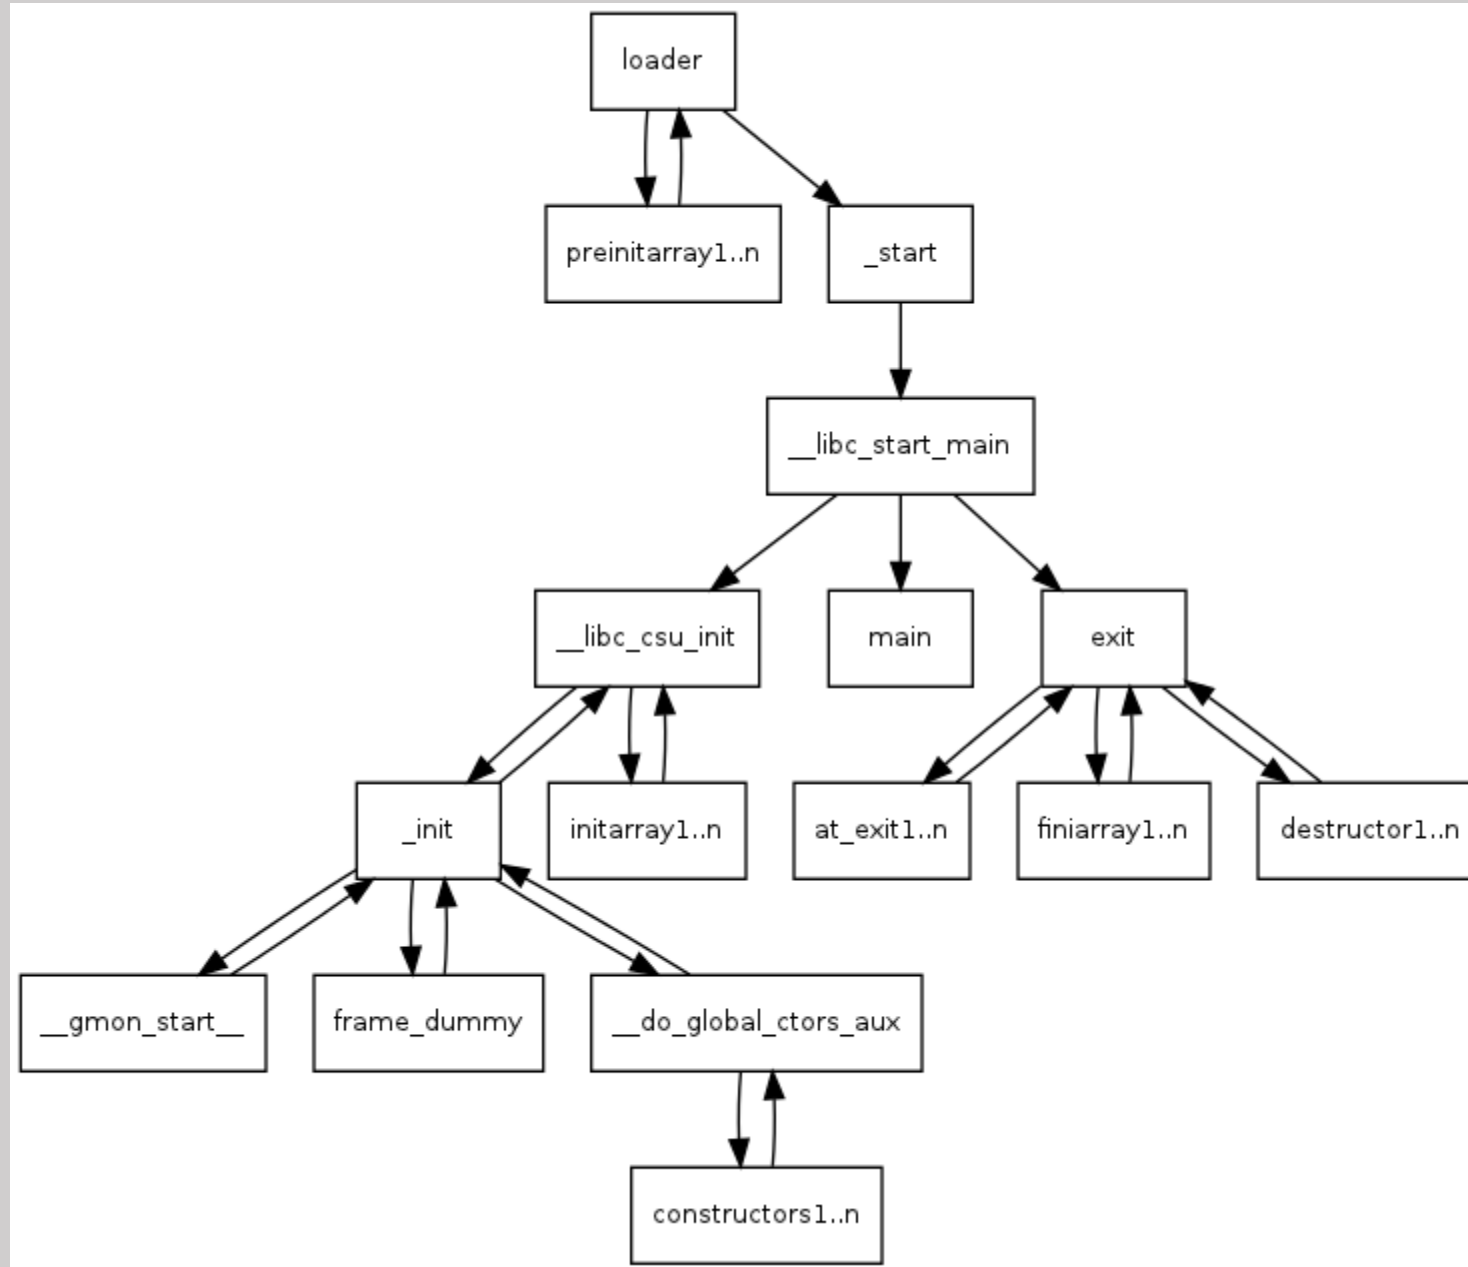 loader
preinitarray1..n
_start
__libc_start_main
__libc_csu_init
main
exit
_init
initarray1..n
at_exit1..n
finiarray1..n
destructor1..n
__gmon_start__
frame_dummy
__do_global_ctors_aux
constructors1..n